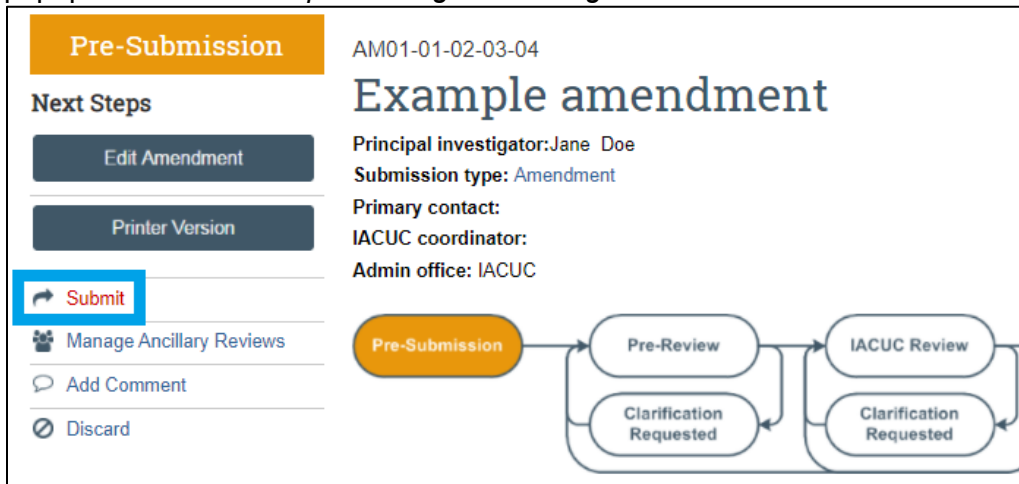 Pre-Submission
Next Steps
Edit Amendment
Printer Version
Submit
Manage Ancillary Reviews
Add Comment
Discard
AM01-01-02-03-04
Example amendment
Principal investigator:Jane Doe
Submission type: Amendment
Primary contact:
IACUC coordinator:
Admin office: IACUC
Pre-Submission
Pre-Review
IACUC Review
Clarification
Requested
Clarification
Requested